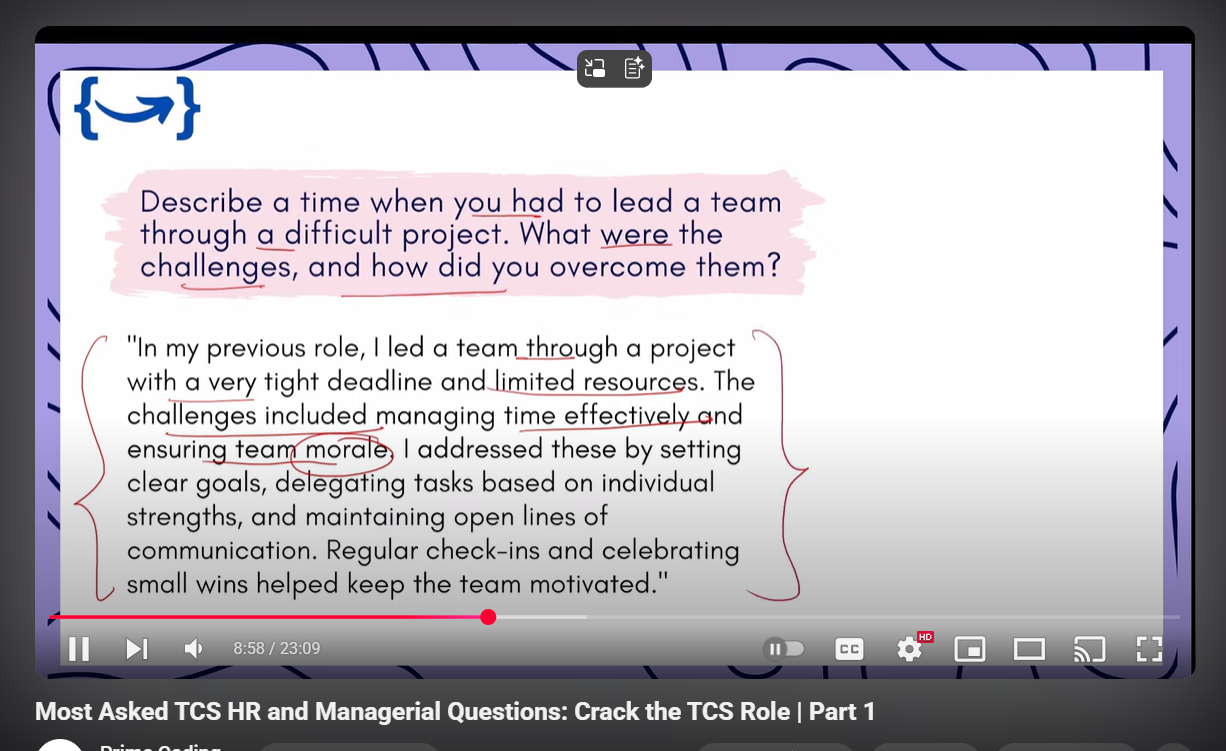 Describe a time when you had to lead a team
through a difficult project. What were the
challenges, and how did you overcome them?
"In my previous role, I led a team through a project
with a very tight deadline and limited resources. The
challenges included managing time effectively and
ensuring team morale. I addressed these by setting
clear goals, delegating tasks based on individual
strengths, and maintaining open lines of
communication. Regular check-ins and celebrating
small wins helped keep the team motivated."
8:58 / 23:09
CC
HD
Most Asked TCS HR and Managerial Questions: Crack the TCS Role | Part 1